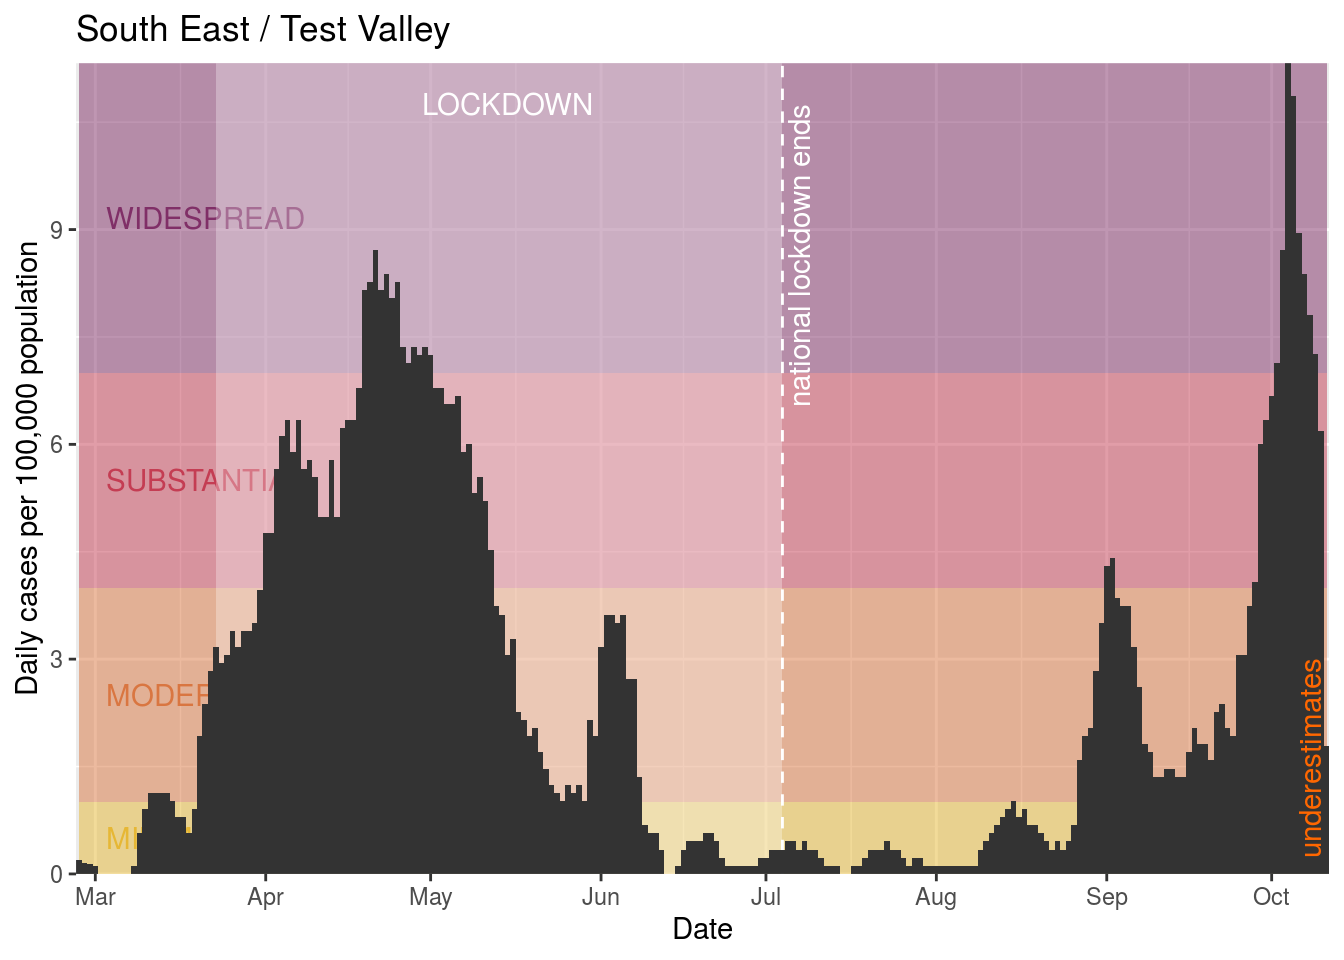 South East / Test Valley
LOCKDOWN
national lockdown ends
WIDESPREAD
SUBSTANTIA
MODER
MI
underestimates
Daily cases per 100,000 population
9
6
3
0
Mar Apr May Jun Jul Aug Sep Oct
Date